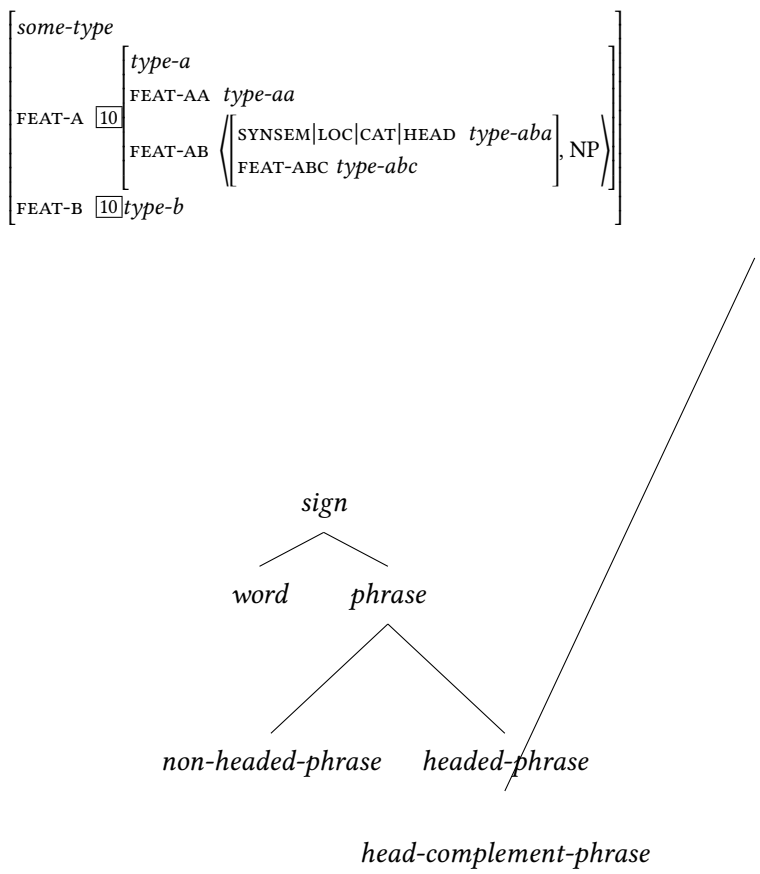 some-type
type-a
FEAT-AA type-aa
FEAT-A 10
SYNSEM|LOC|CAT|HEAD type-aba
FEAT-AB ⟨ , NP⟩
FEAT-ABC type-abc
FEAT-B 10 type-b
sign
word phrase
non-headed-phrase headed-phrase
head-complement-phrase